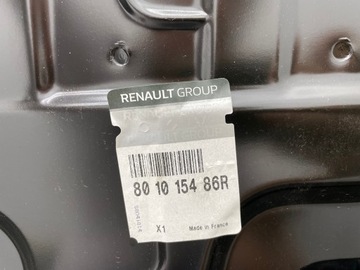 RENAULT GROUP
80 10 154 86R
X1 Made in France